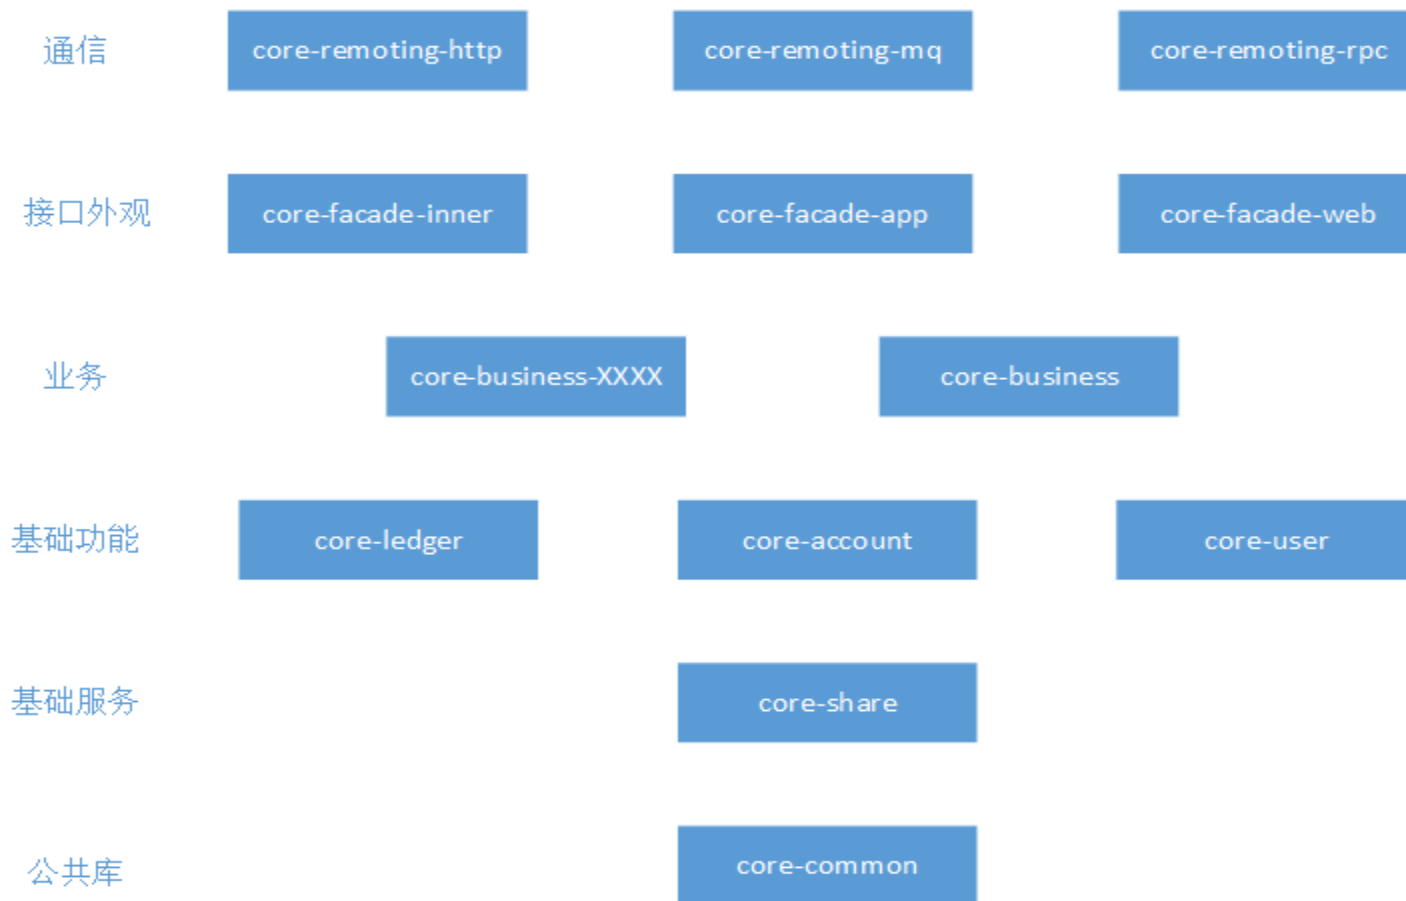 通信 core-remoting-http core-remoting-mq core-remoting-rpc
接口外观 core-facade-inner core-facade-app core-facade-web
业务 core-business-XXXX core-business
基础功能 core-ledger core-account core-user
基础服务 core-share
公共库 core-common